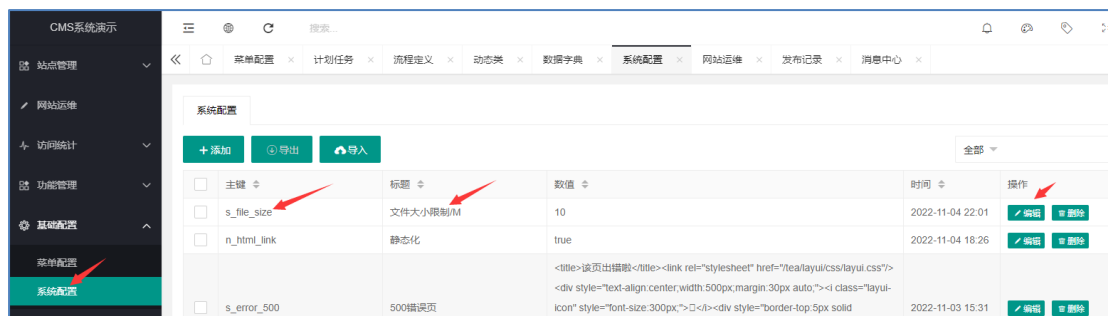 CMS系统演示
搜索...
菜单配置 × 计划任务 × 流程定义 × 动态类 × 数据字典 × 系统配置 × 网站运维 × 发布记录 × 消息中心 ×
站点管理
网站运维
访问统计
功能管理
基础配置
菜单配置
系统配置
系统配置
+添加 导出 导入 全部
主键 标题 数值 时间 操作
s_file_size 文件大小限制/M 10 2022-11-04 22:01 编辑 删除
n_html_link 静态化 true 2022-11-04 18:26 编辑 删除
<title>该页出错啦</title><link rel="stylesheet" href="/tea/layui/css/layui.css"/>
<div style="text-align:center;width:500px;margin:30px auto;"><i class="layui-
s_error_500 500错误页 icon" style="font-size:300px;"></i><div style="border-top:5px solid 2022-11-03 15:31 编辑 删除